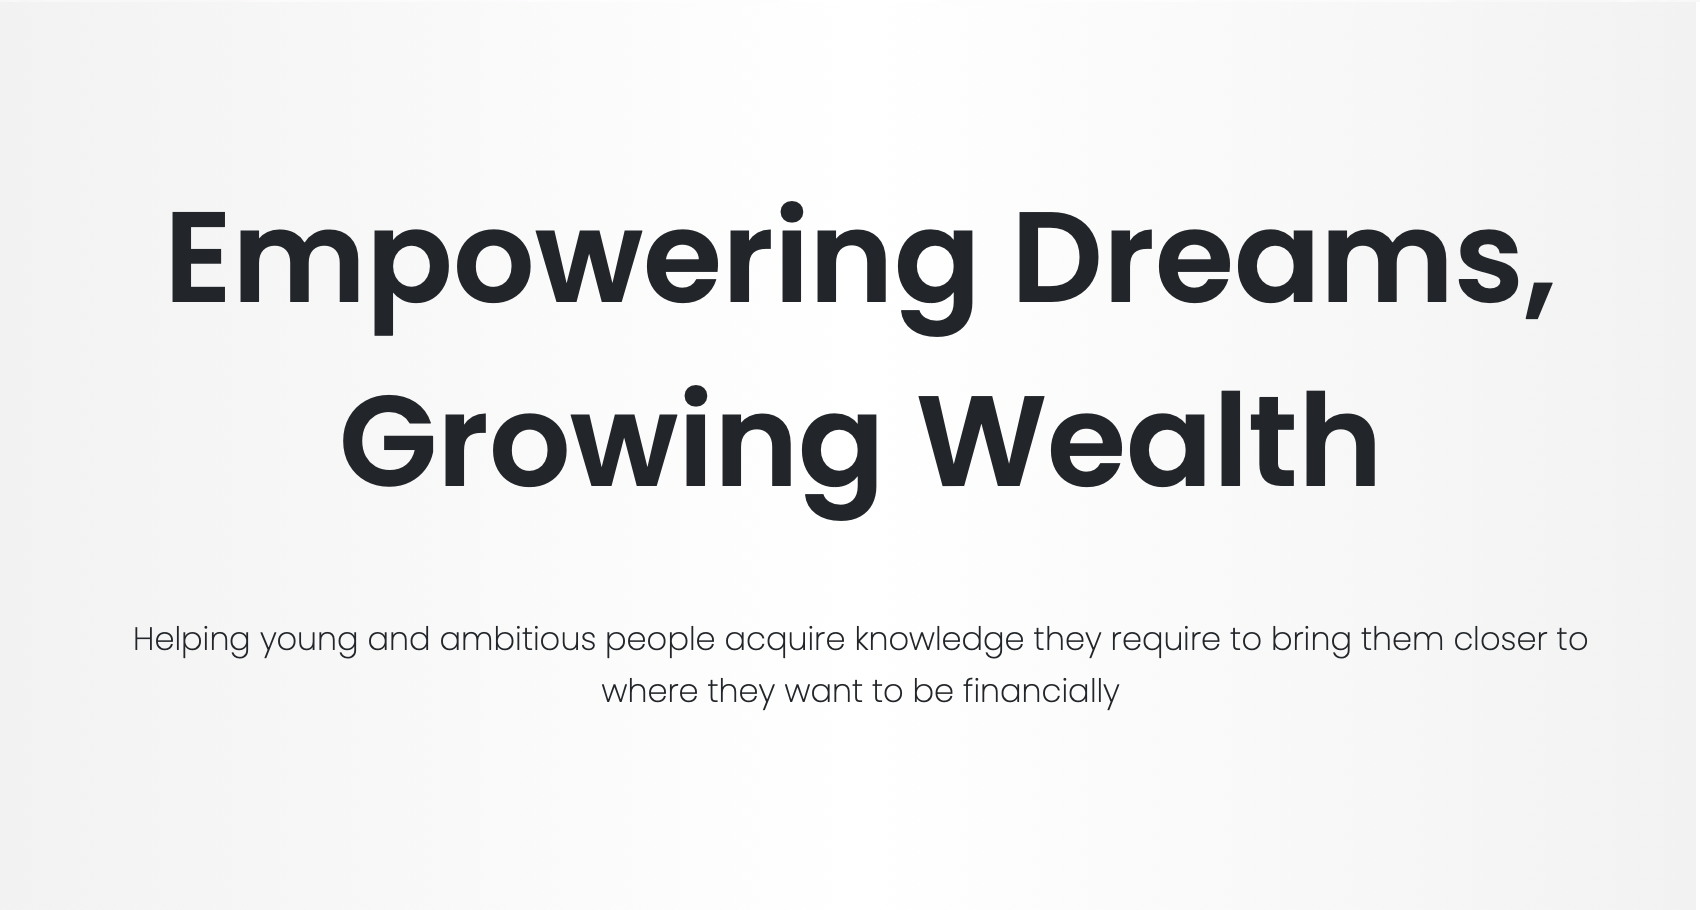 Empowering Dreams,
Growing Wealth
Helping young and ambitious people acquire knowledge they require to bring them closer to
where they want to be financially